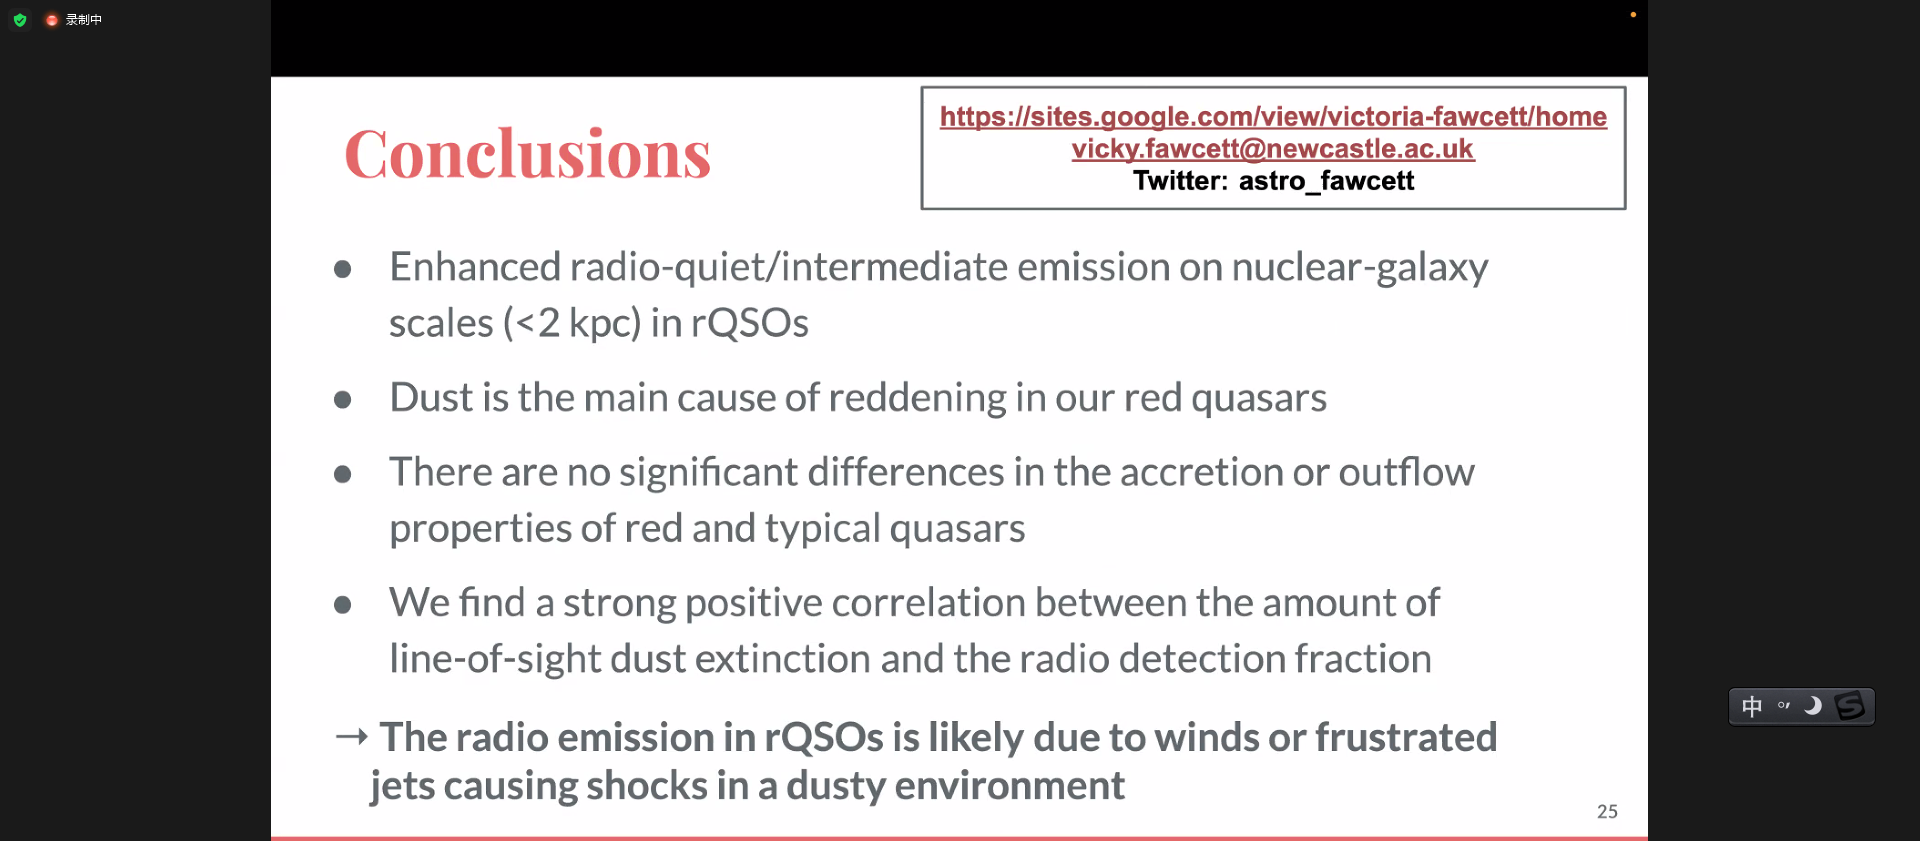 录制中
https://sites.google.com/view/victoria-fawcett/home
vicky.fawcett@newcastle.ac.uk
Twitter: astro_fawcett
Conclusions
● Enhanced radio-quiet/intermediate emission on nuclear-galaxy
scales (<2 kpc) in rQSOs
● Dust is the main cause of reddening in our red quasars
● There are no significant differences in the accretion or outflow
properties of red and typical quasars
● We find a strong positive correlation between the amount of
line-of-sight dust extinction and the radio detection fraction
→ The radio emission in rQSOs is likely due to winds or frustrated
jets causing shocks in a dusty environment
25
中